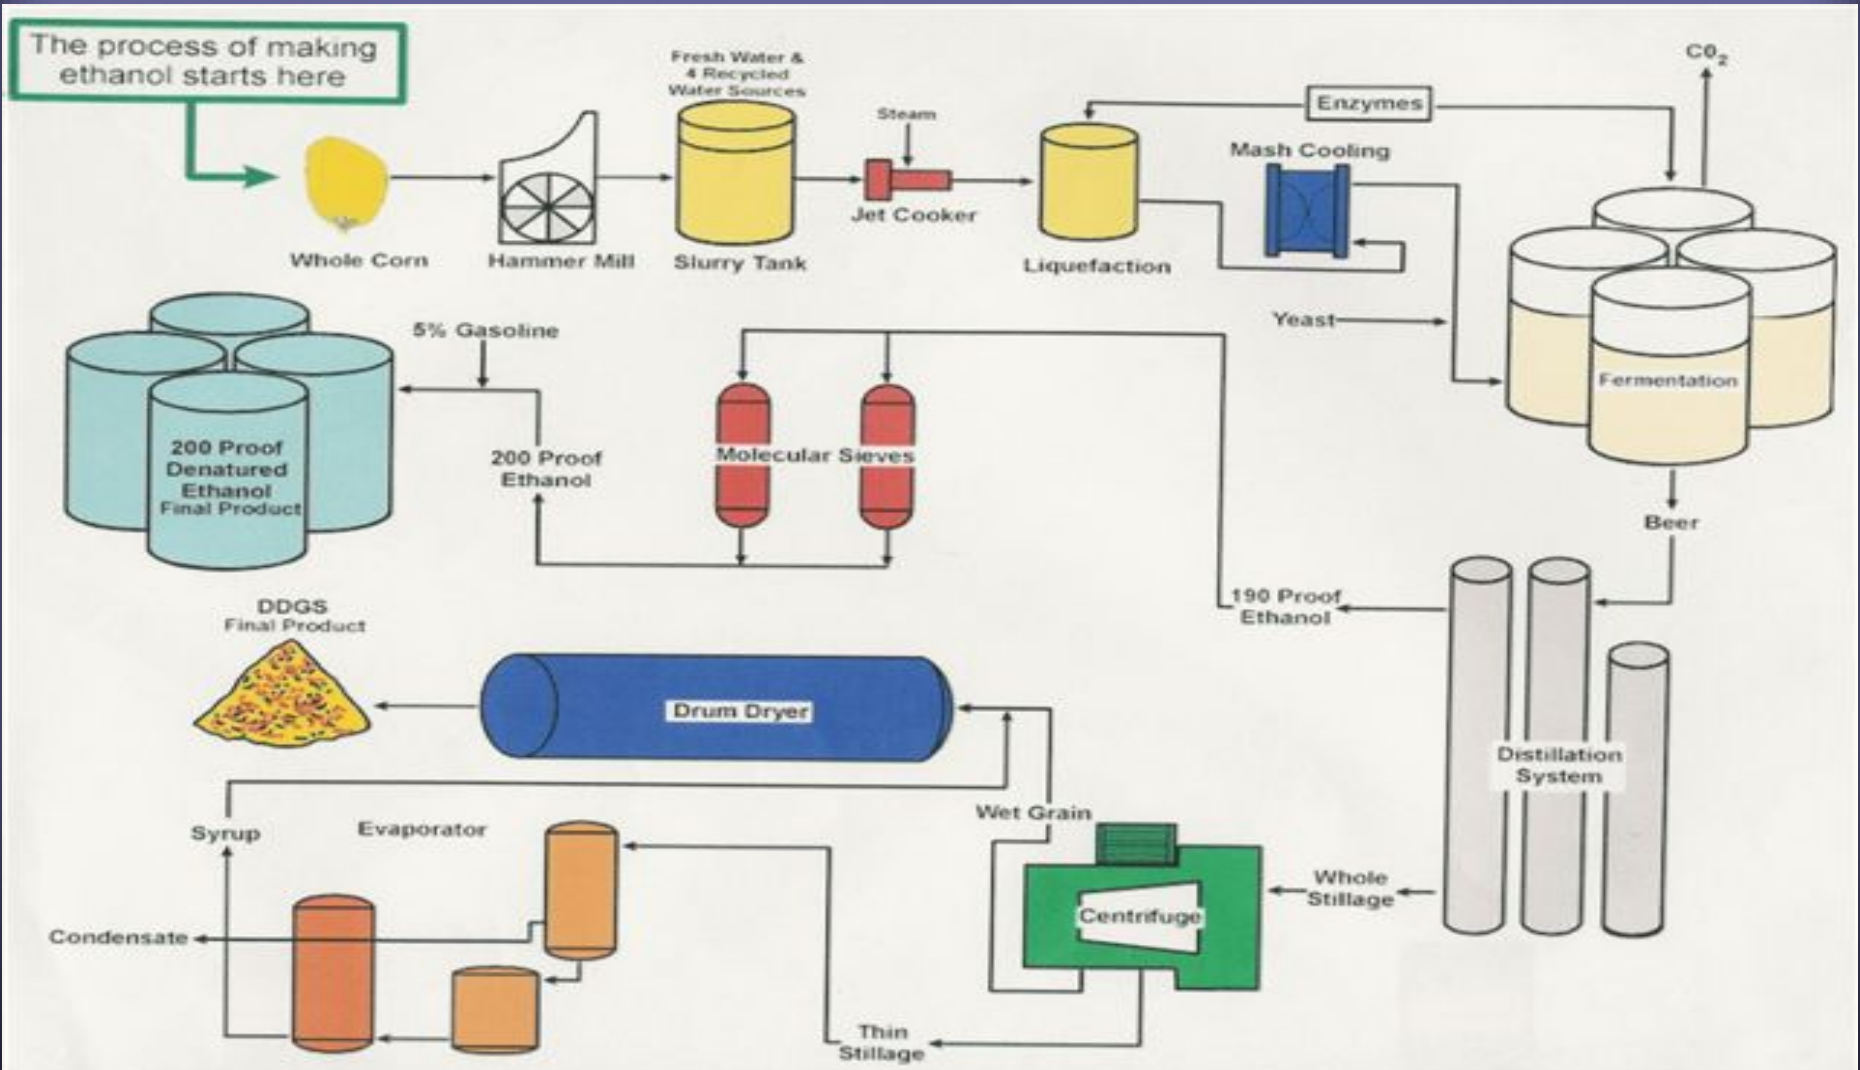 The process of making
ethanol starts here
Fresh Water &
4 Recycled
Water Sources
Steam
Enzymes
C0₂
Mash Cooling
Jet Cooker
Whole Corn
Hammer Mill
Slurry Tank
Liquefaction
Yeast
Fermentation
5% Gasoline
200 Proof
Denatured
Ethanol
Final Product
200 Proof
Ethanol
Molecular Sieves
Beer
190 Proof
Ethanol
DDGS
Final Product
Drum Dryer
Distillation
System
Wet Grain
Syrup
Evaporator
Whole
Stillage
Centrifuge
Condensate
Thin
Stillage